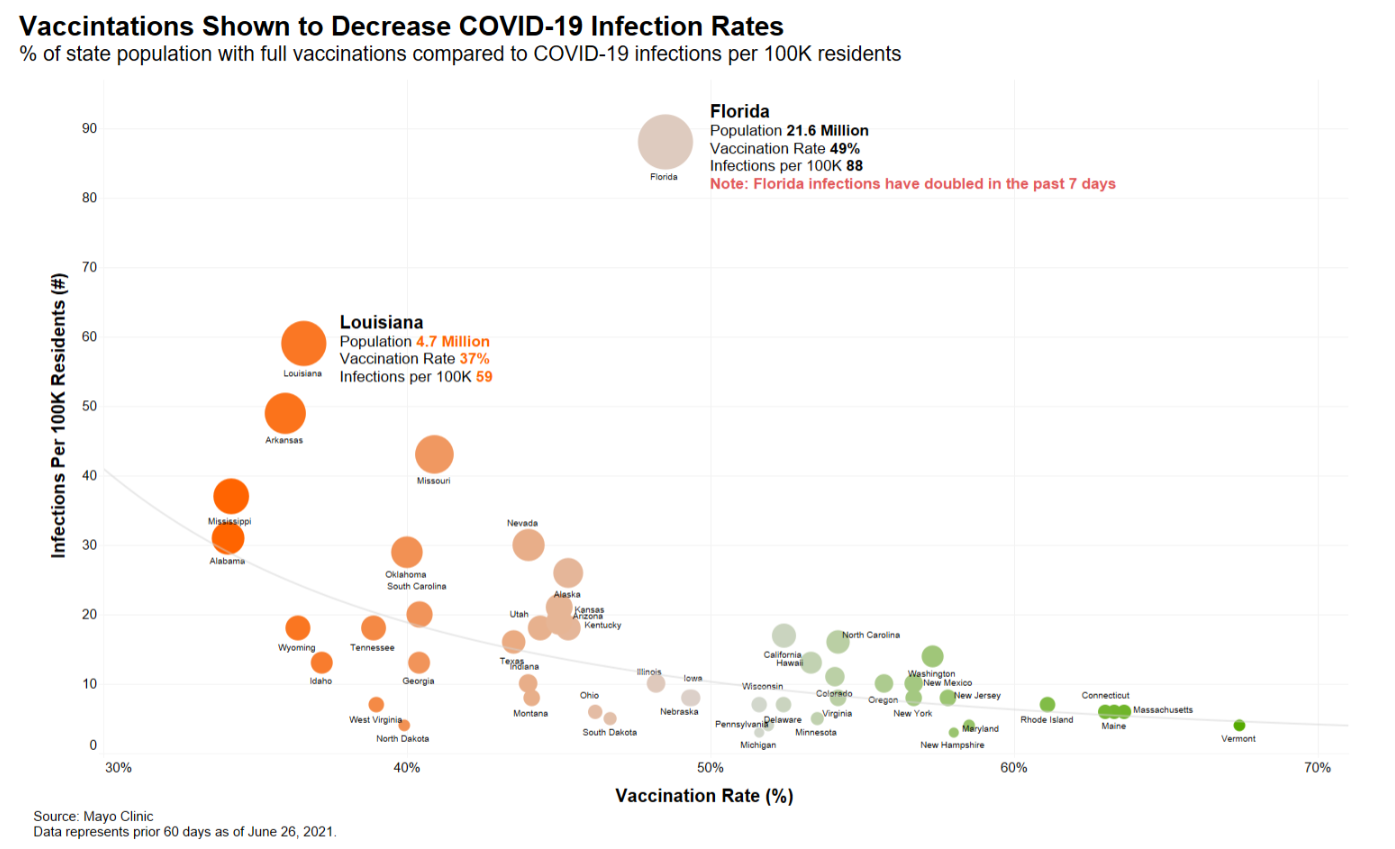 Vaccintations Shown to Decrease COVID-19 Infection Rates
% of state population with full vaccinations compared to COVID-19 infections per 100K residents
Florida
Population 21.6 Million
Vaccination Rate 49%
Infections per 100K 88
Note: Florida infections have doubled in the past 7 days
Florida
Louisiana
Population 4.7 Million
Vaccination Rate 37%
Infections per 100K 59
Louisiana
Arkansas
Missouri
Mississippi
Nevada
Alabama
Oklahoma
South Carolina
Alaska
Kansas
Utah
Arizona
Kentucky
North Carolina
Wyoming
Tennessee
California
Texas
Hawaii
Indiana
Illinois
Washington
Idaho
Georgia
Iowa
New Mexico
Wisconsin
Colorado
Ohio
New Jersey
Connecticut
Oregon
Nebraska
Massachusetts
Montana
Virginia
New York
West Virginia
Delaware
Rhode Island
Pennsylvania
Maine
Maryland
South Dakota
Minnesota
North Dakota
Vermont
Michigan
New Hampshire
90
80
70
60
50
40
30
20
10
0
Infections Per 100K Residents (#)
30%
40%
50%
60%
70%
Vaccination Rate (%)
Source: Mayo Clinic
Data represents prior 60 days as of June 26, 2021.